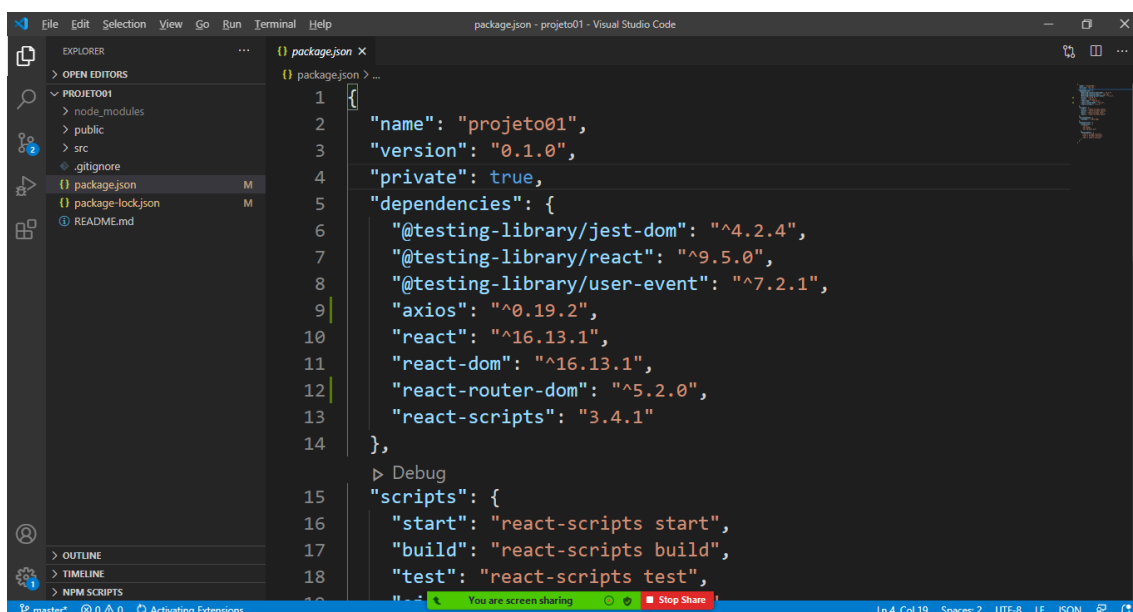 File Edit Selection View Go Run Terminal Help
package.json - projeto01 - Visual Studio Code
EXPLORER
OPEN EDITORS
PROJETO01
node_modules
public
src
.gitignore
package.json M
package-lock.json M
README.md
OUTLINE
TIMELINE
NPM SCRIPTS
2
1
{} package.json ×
{} package.json > ...
1 {
2 "name": "projeto01",
3 "version": "0.1.0",
4 "private": true,
5 "dependencies": {
6 "@testing-library/jest-dom": "^4.2.4",
7 "@testing-library/react": "^9.5.0",
8 "@testing-library/user-event": "^7.2.1",
9 "axios": "^0.19.2",
10 "react": "^16.13.1",
11 "react-dom": "^16.13.1",
12 "react-router-dom": "^5.2.0",
13 "react-scripts": "3.4.1"
14 },
Debug
15 "scripts": {
16 "start": "react-scripts start",
17 "build": "react-scripts build",
18 "test": "react-scripts test",
You are screen sharing Stop Share
master* 0 0 Activating Extensions
Ln 4, Col 19 Spaces: 2 UTF-8 LF JSON